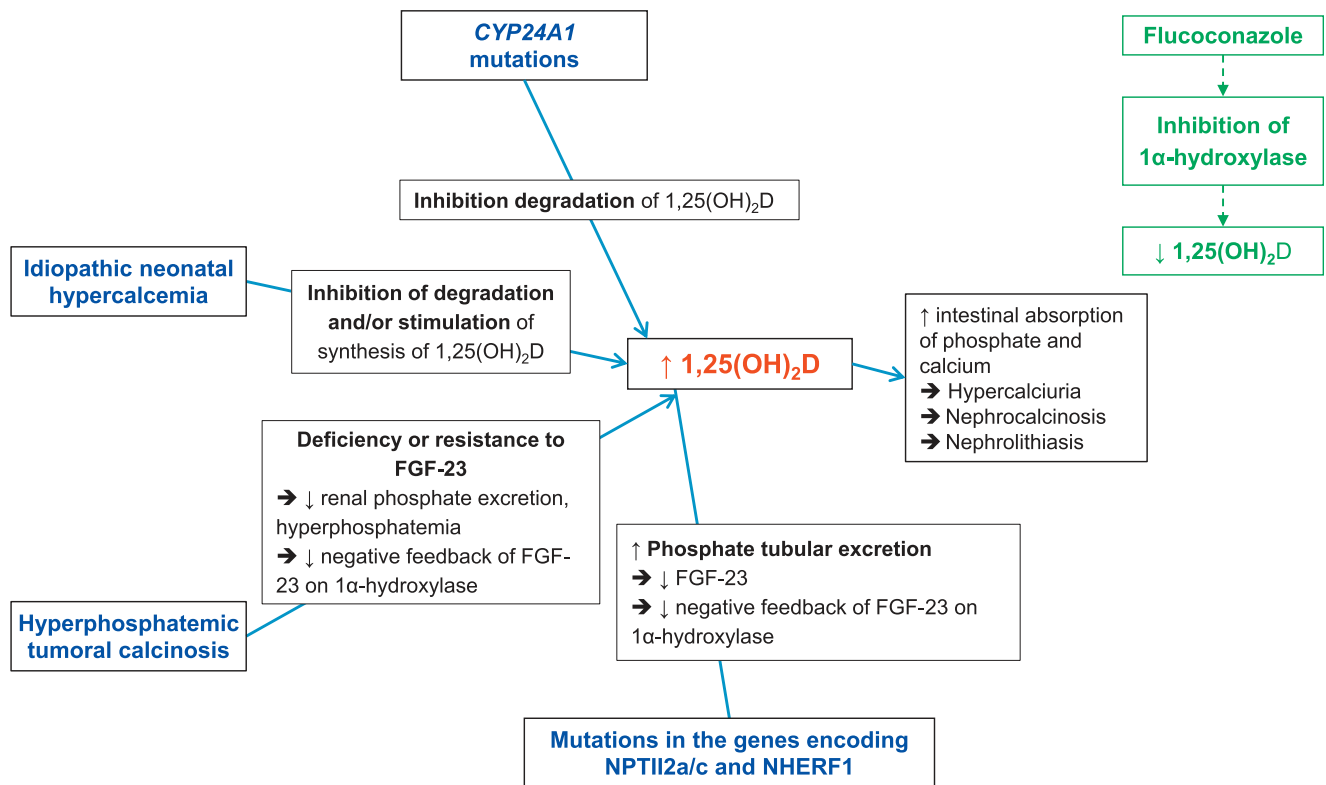 CYP24A1
mutations
Flucoconazole
Inhibition of
1α-hydroxylase
↓ 1,25(OH)₂D
Inhibition degradation of 1,25(OH)₂D
Idiopathic neonatal
hypercalcemia
Inhibition of degradation
and/or stimulation of
synthesis of 1,25(OH)₂D
↑ 1,25(OH)₂D
↑ intestinal absorption
of phosphate and
calcium
➔ Hypercalciuria
➔ Nephrocalcinosis
➔ Nephrolithiasis
Deficiency or resistance to
FGF-23
➔ ↓ renal phosphate excretion,
hyperphosphatemia
➔ ↓ negative feedback of FGF-
23 on 1α-hydroxylase
Hyperphosphatemic
tumoral calcinosis
↑ Phosphate tubular excretion
➔ ↓ FGF-23
➔ ↓ negative feedback of FGF-23 on
1α-hydroxylase
Mutations in the genes encoding
NPTII2a/c and NHERF1